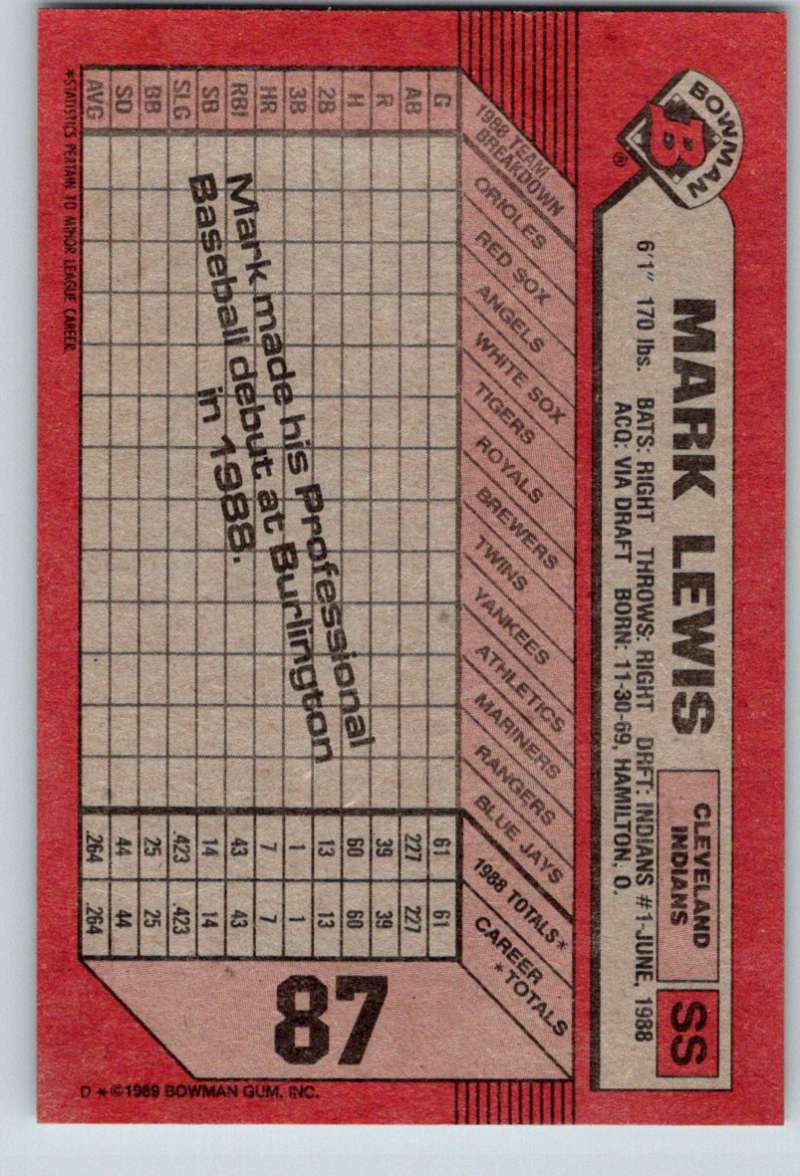 BOWMAN
B
®
MARK LEWIS
CLEVELAND
INDIANS
SS
6'1" 170 lbs. BATS: RIGHT THROWS: RIGHT DRFT: INDIANS #1-JUNE, 1988
ACQ: VIA DRAFT BORN: 11-30-69, HAMILTON, O.
1988 TEAM
BREAKDOWN
ORIOLES
RED SOX
ANGELS
WHITE SOX
TIGERS
ROYALS
BREWERS
TWINS
YANKEES
ATHLETICS
MARINERS
RANGERS
BLUE JAYS
1988 TOTALS*
CAREER
*TOTALS
G 61 61
AB 227 227
R 39 39
H 60 60
2B 13 13
3B 1 1
HR 7 7
RBI 43 43
SB 14 14
SLG .423 .423
BB 25 25
SO 44 44
AVG .264 .264
Mark made his Professional
Baseball debut at Burlington
in 1988.
87
*STATISTICS PERTAIN TO MINOR LEAGUE CAREER
D *©1989 BOWMAN GUM, INC.